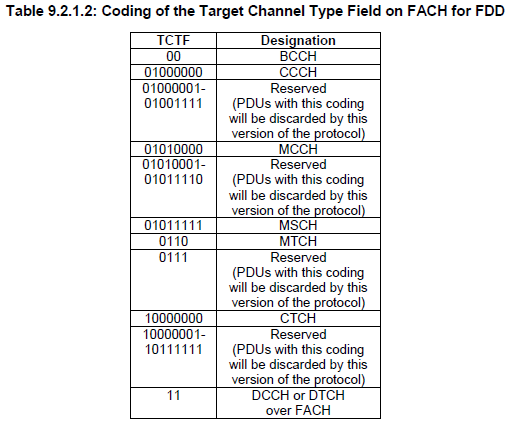 Table 9.2.1.2: Coding of the Target Channel Type Field on FACH for FDD
TCTF Designation
00 BCCH
01000000 CCCH
01000001- Reserved
01001111 (PDUs with this coding
will be discarded by this
version of the protocol)
01010000 MCCH
01010001- Reserved
01011110 (PDUs with this coding
will be discarded by this
version of the protocol)
01011111 MSCH
0110 MTCH
0111 Reserved
(PDUs with this coding
will be discarded by this
version of the protocol)
10000000 CTCH
10000001- Reserved
10111111 (PDUs with this coding
will be discarded by this
version of the protocol)
11 DCCH or DTCH
over FACH